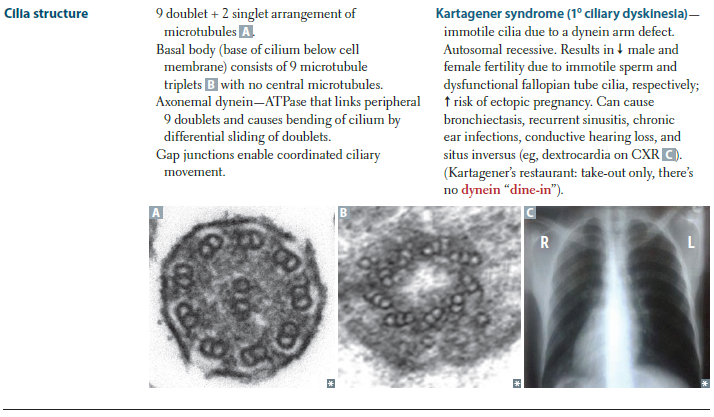 Cilia structure
9 doublet + 2 singlet arrangement of
microtubules A.
Basal body (base of cilium below cell
membrane) consists of 9 microtubule
triplets B with no central microtubules.
Axonemal dynein—ATPase that links peripheral
9 doublets and causes bending of cilium by
differential sliding of doublets.
Gap junctions enable coordinated ciliary
movement.
Kartagener syndrome (1° ciliary dyskinesia)—
immotile cilia due to a dynein arm defect.
Autosomal recessive. Results in ↓ male and
female fertility due to immotile sperm and
dysfunctional fallopian tube cilia, respectively;
↑ risk of ectopic pregnancy. Can cause
bronchiectasis, recurrent sinusitis, chronic
ear infections, conductive hearing loss, and
situs inversus (eg, dextrocardia on CXR C).
(Kartagener's restaurant: take-out only, there's
no dynein “dine-in”).
A
B
C
R
L